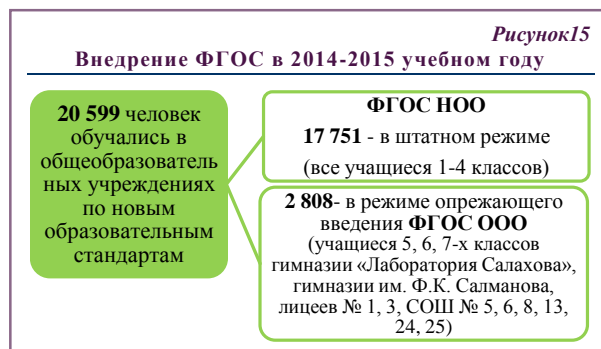 Рисунок15
Внедрение ФГОС в 2014-2015 учебном году
20 599 человек
обучались в
общеобразователь
ных учреждениях
по новым
образовательным
стандартам
ФГОС НОО
17 751 - в штатном режиме
(все учащиеся 1-4 классов)
2 808- в режиме опрежающего
введения ФГОС ООО
(учащиеся 5, 6, 7-х классов
гимназии «Лаборатория Салахова»,
гимназии им. Ф.К. Салманова,
лицеев № 1, 3, СОШ № 5, 6, 8, 13,
24, 25)